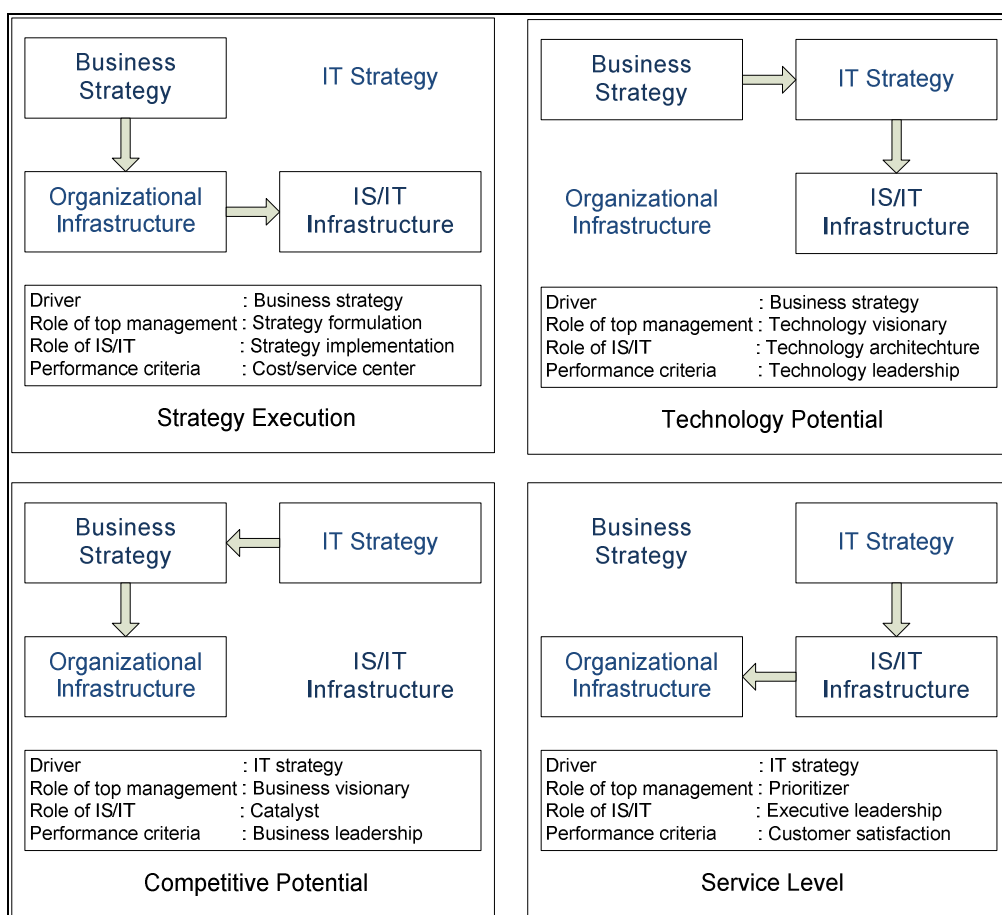 Business
Strategy
IT Strategy
Organizational
Infrastructure
IS/IT
Infrastructure
Driver : Business strategy
Role of top management : Strategy formulation
Role of IS/IT : Strategy implementation
Performance criteria : Cost/service center
Strategy Execution
Business
Strategy
IT Strategy
Organizational
Infrastructure
IS/IT
Infrastructure
Driver : Business strategy
Role of top management : Technology visionary
Role of IS/IT : Technology architechture
Performance criteria : Technology leadership
Technology Potential
Business
Strategy
IT Strategy
Organizational
Infrastructure
IS/IT
Infrastructure
Driver : IT strategy
Role of top management : Business visionary
Role of IS/IT : Catalyst
Performance criteria : Business leadership
Competitive Potential
Business
Strategy
IT Strategy
Organizational
Infrastructure
IS/IT
Infrastructure
Driver : IT strategy
Role of top management : Prioritizer
Role of IS/IT : Executive leadership
Performance criteria : Customer satisfaction
Service Level